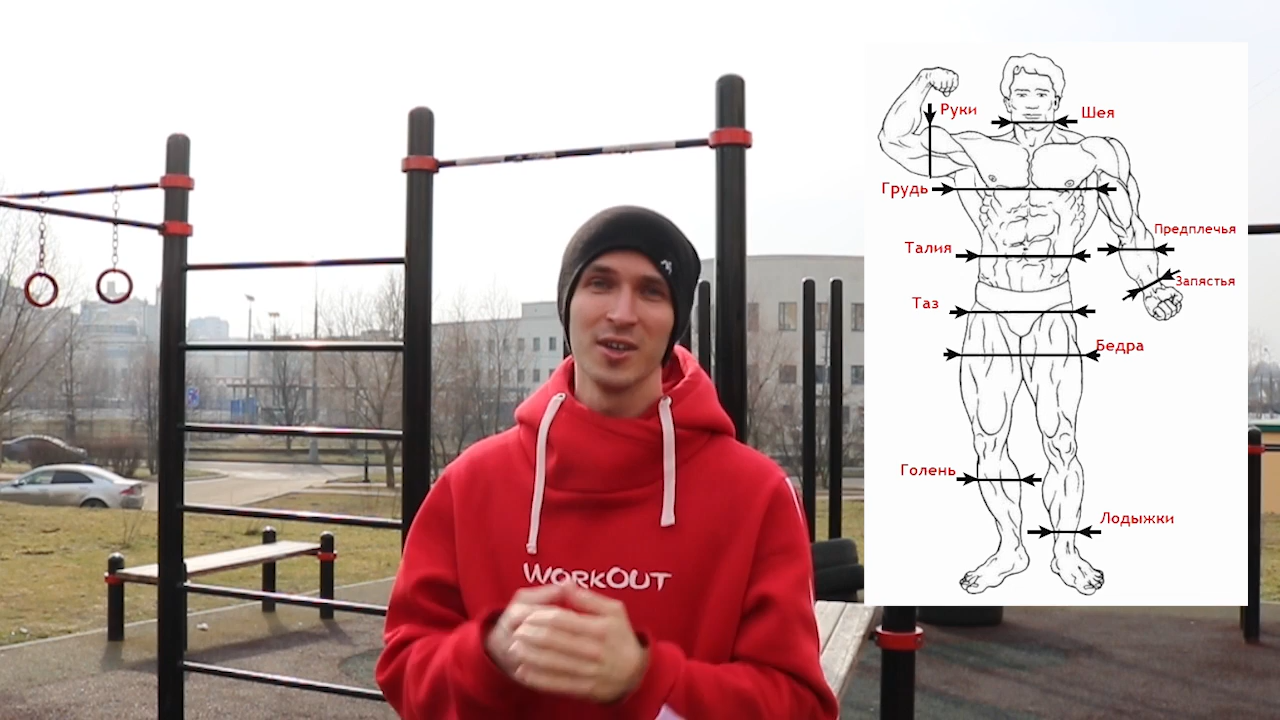 Руки
Шея
Грудь
Предплечья
Талия
Запястья
Таз
Бедра
Голень
Лодыжки
WORKOUT